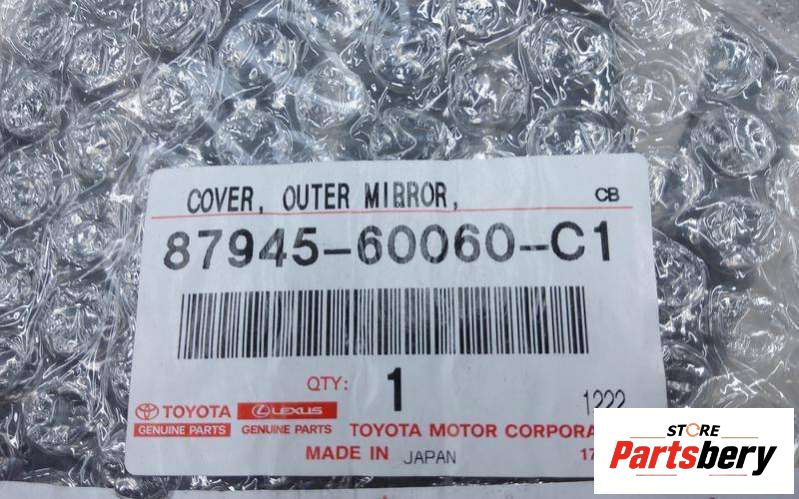 COVER, OUTER MIRROR, CB
87945-60060-C1
QTY: 1
1222
TOYOTA LEXUS
GENUINE PARTS GENUINE PARTS TOYOTA MOTOR CORPORA
MADE IN JAPAN 17
STORE
Partsbery